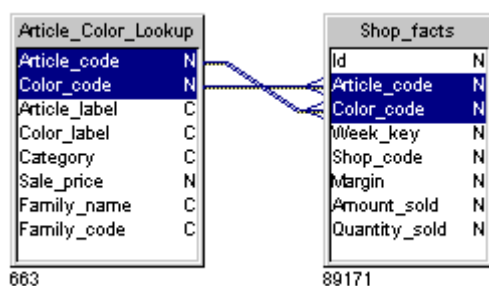 Article_Color_Lookup
Article_code N
Color_code N
Article_label C
Color_label C
Category C
Sale_price N
Family_name C
Family_code C
663
Shop_facts
Id N
Article_code N
Color_code N
Week_key N
Shop_code N
Margin N
Amount_sold N
Quantity_sold N
89171